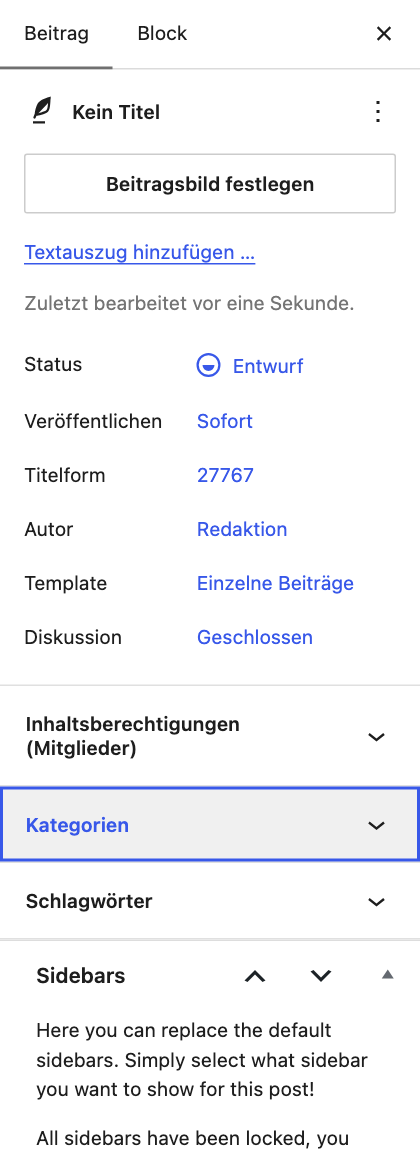 Beitrag Block
Kein Titel
Beitragsbild festlegen
Textauszug hinzufügen ...
Zuletzt bearbeitet vor eine Sekunde.
Status Entwurf
Veröffentlichen Sofort
Titelform 27767
Autor Redaktion
Template Einzelne Beiträge
Diskussion Geschlossen
Inhaltsberechtigungen
(Mitglieder)
Kategorien
Schlagwörter
Sidebars
Here you can replace the default
sidebars. Simply select what sidebar
you want to show for this post!
All sidebars have been locked, you